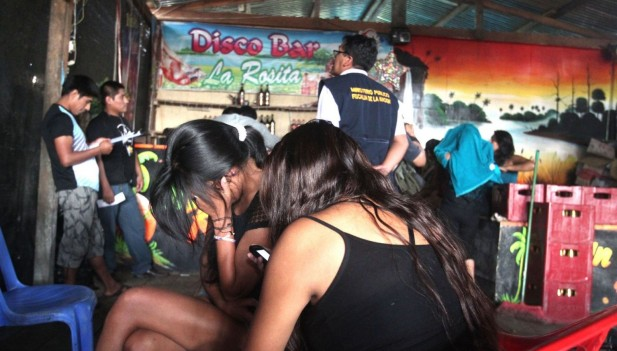 Disco Bar
La Rosita
MINISTERIO PUBLICO
FISCALIA DE LA NACION